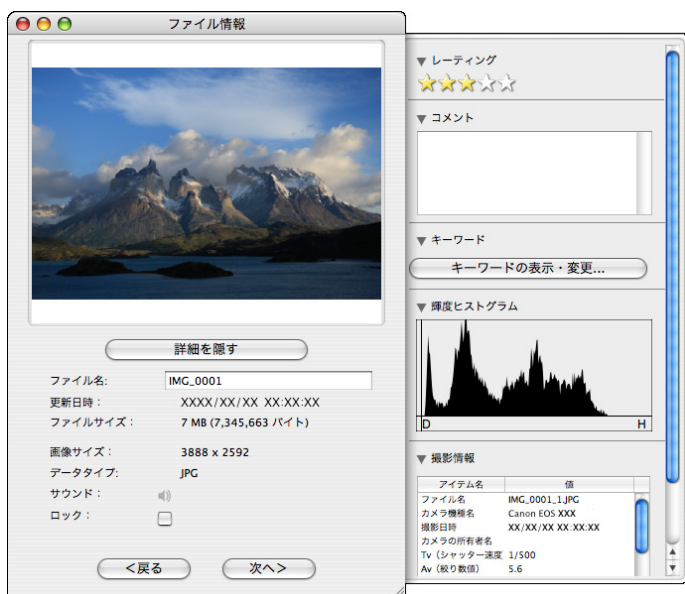 ファイル情報
詳細を隠す
ファイル名: IMG_0001
更新日時： XXXX/XX/XX XX:XX:XX
ファイルサイズ： 7 MB (7,345,663 バイト)
画像サイズ： 3888 x 2592
データタイプ: JPG
サウンド：
ロック：
<戻る 次へ>
レーティング
コメント
キーワード
キーワードの表示・変更...
輝度ヒストグラム
D H
撮影情報
アイテム名 値
ファイル名 IMG_0001_1.JPG
カメラ機種名 Canon EOS XXX
撮影日時 XX/XX/XX XX:XX:XX
カメラの所有者名
Tv（シャッター速度 1/500
Av（絞り数値） 5.6